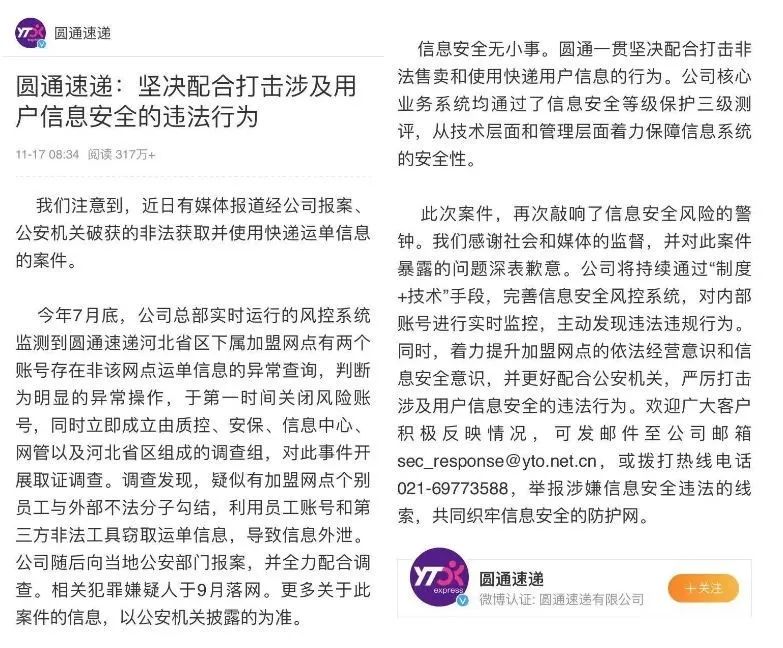 YTO
express
圆通速递
圆通速递：坚决配合打击涉及用
户信息安全的违法行为
11-17 08:34 阅读 317万+
我们注意到，近日有媒体报道经公司报案、
公安机关破获的非法获取并使用快递运单信息
的案件。
今年7月底，公司总部实时运行的风控系统
监测到圆通速递河北省区下属加盟网点有两个
账号存在非该网点运单信息的异常查询，判断
为明显的异常操作，于第一时间关闭风险账
号，同时立即成立由质控、安保、信息中心、
网管以及河北省区组成的调查组，对此事件开
展取证调查。调查发现，疑似有加盟网点个别
员工与外部不法分子勾结，利用员工账号和第
三方非法工具窃取运单信息，导致信息外泄。
公司随后向当地公安部门报案，并全力配合调
查。相关犯罪嫌疑人于9月落网。更多关于此
案件的信息，以公安机关披露的为准。
信息安全无小事。圆通一贯坚决配合打击非
法售卖和使用快递用户信息的行为。公司核心
业务系统均通过了信息安全等级保护三级测
评，从技术层面和管理层面着力保障信息系统
的安全性。
此次案件，再次敲响了信息安全风险的警
钟。我们感谢社会和媒体的监督，并对此案件
暴露的问题深表歉意。公司将持续通过“制度
+技术”手段，完善信息安全风控系统，对内部
账号进行实时监控，主动发现违法违规行为。
同时，着力提升加盟网点的依法经营意识和信
息安全意识，并更好配合公安机关，严厉打击
涉及用户信息安全的违法行为。欢迎广大客户
积极反映情况，可发邮件至公司邮箱
sec_response@yto.net.cn，或拨打热线电话
021-69773588，举报涉嫌信息安全违法的线
索，共同织牢信息安全的防护网。
YTO
express
圆通速递
微博认证: 圆通速递有限公司
+关注